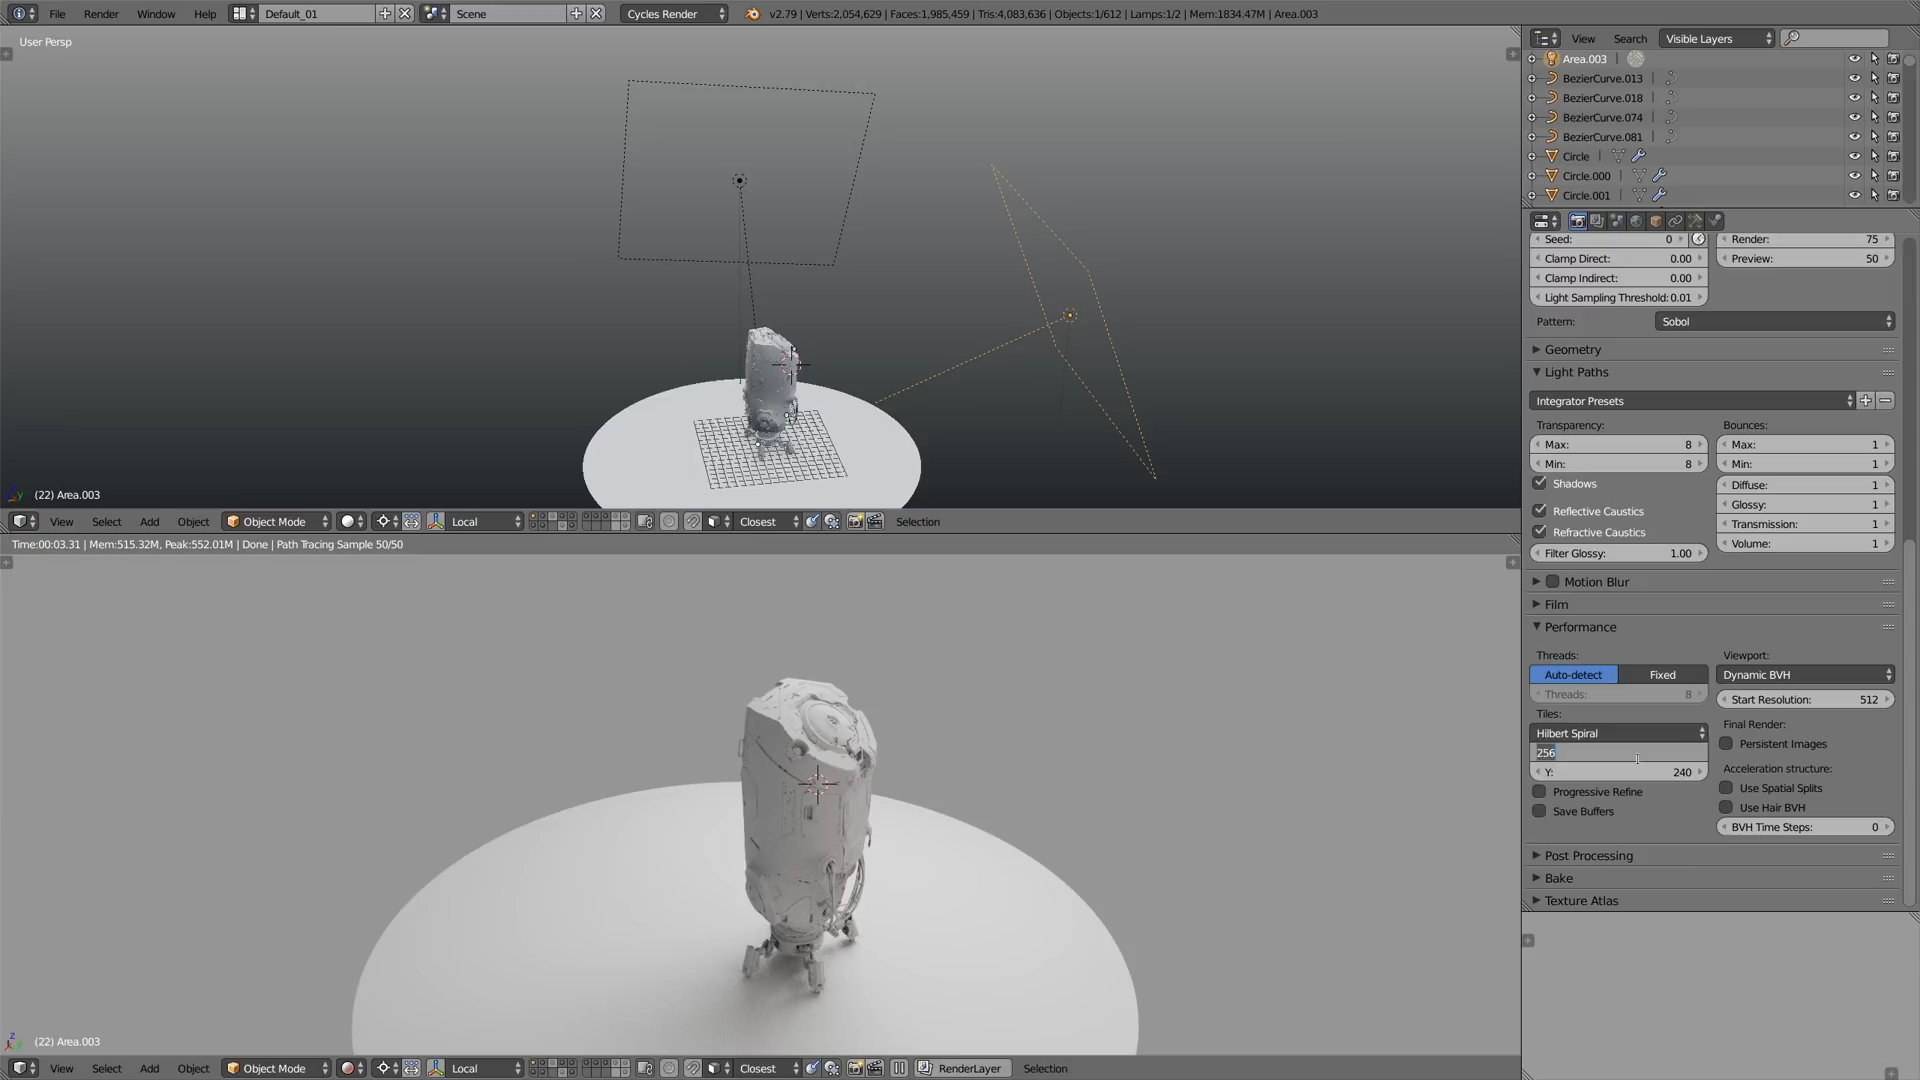 File Render Window Help Default_01 Scene Cycles Render v2.79 | Verts:2,054,629 | Faces:1,985,459 | Tris:4,083,636 | Objects:1/612 | Lamps:1/2 | Mem:1834.47M | Area.003
User Persp
(22) Area.003
View Select Add Object Object Mode Local Closest Selection
Time:00:03.31 | Mem:515.32M, Peak:552.01M | Done | Path Tracing Sample 50/50
(22) Area.003
View Select Add Object Object Mode Local Closest RenderLayer Selection
View Search Visible Layers
Area.003
BezierCurve.013
BezierCurve.018
BezierCurve.074
BezierCurve.081
Circle
Circle.000
Circle.001
Seed: 0 Render: 75
Clamp Direct: 0.00 Preview: 50
Clamp Indirect: 0.00
Light Sampling Threshold: 0.01
Pattern: Sobol
Geometry
Light Paths
Integrator Presets
Transparency: Bounces:
Max: 8 Max: 1
Min: 8 Min: 1
Shadows Diffuse: 1
Reflective Caustics Glossy: 1
Refractive Caustics Transmission: 1
Filter Glossy: 1.00 Volume: 1
Motion Blur
Film
Performance
Threads: Viewport:
Auto-detect Fixed Dynamic BVH
Threads: 8 Start Resolution: 512
Tiles: Final Render:
Hilbert Spiral Persistent Images
256
Y: 240 Acceleration structure:
Progressive Refine Use Spatial Splits
Save Buffers Use Hair BVH
BVH Time Steps: 0
Post Processing
Bake
Texture Atlas